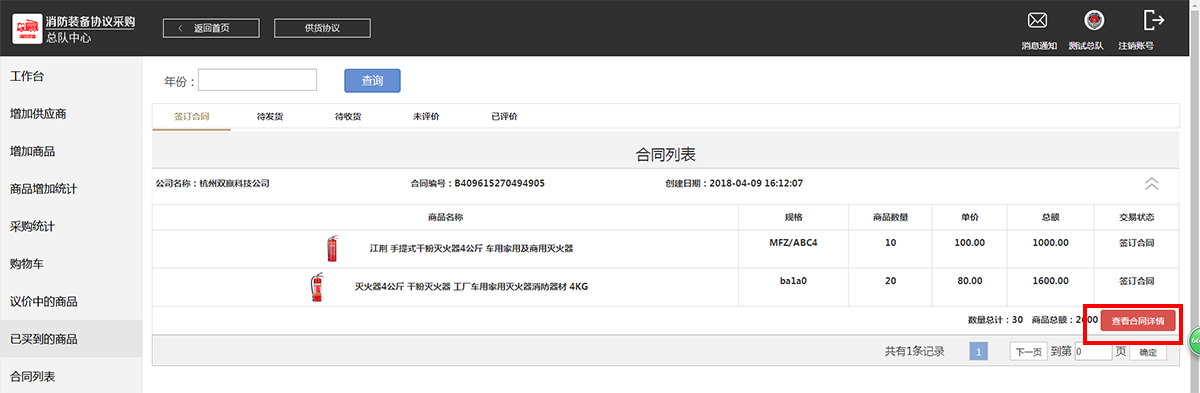 消防装备协议采购
总队中心
消防装备
返回首页
供货协议
消息通知
测试总队
注销账号
工作台
增加供应商
增加商品
商品增加统计
采购统计
购物车
议价中的商品
已买到的商品
合同列表
年份：
查询
签订合同 待发货 待收货 未评价 已评价
合同列表
公司名称：杭州双赢科技公司 合同编号：B409615270494905 创建日期：2018-04-09 16:12:07
商品名称 规格 商品数量 单价 总额 交易状态
江荆 手提式干粉灭火器4公斤 车用家用及商用灭火器 MFZ/ABC4 10 100.00 1000.00 签订合同
灭火器4公斤 干粉灭火器 工厂车用家用灭火器消防器材 4KG ba1a0 20 80.00 1600.00 签订合同
数量总计：30 商品总额：2600 查看合同详情
共有1条记录 1 下一页 到第 0 页 确定
66